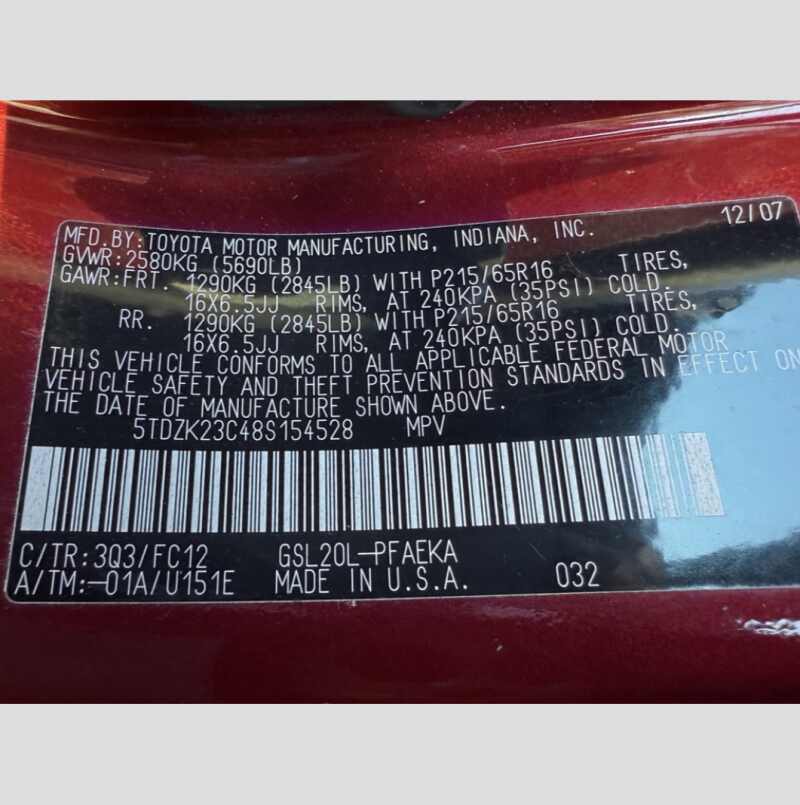 12/07
MFD.BY:TOYOTA MOTOR MANUFACTURING, INDIANA, INC.
GVWR:2580KG (5690LB)
GAWR:FRT. 1290KG (2845LB) WITH P215/65R16 TIRES,
16X6.5JJ RIMS, AT 240KPA (35PSI) COLD.
RR. 1290KG (2845LB) WITH P215/65R16 TIRES,
16X6.5JJ RIMS, AT 240KPA (35PSI) COLD.
THIS VEHICLE CONFORMS TO ALL APPLICABLE FEDERAL MOTOR
VEHICLE SAFETY AND THEFT PREVENTION STANDARDS IN EFFECT ON
THE DATE OF MANUFACTURE SHOWN ABOVE.
5TDZK23C48S154528 MPV
C/TR:3Q3/FC12 GSL20L-PFAEKA
A/TM:-01A/U151E MADE IN U.S.A. 032